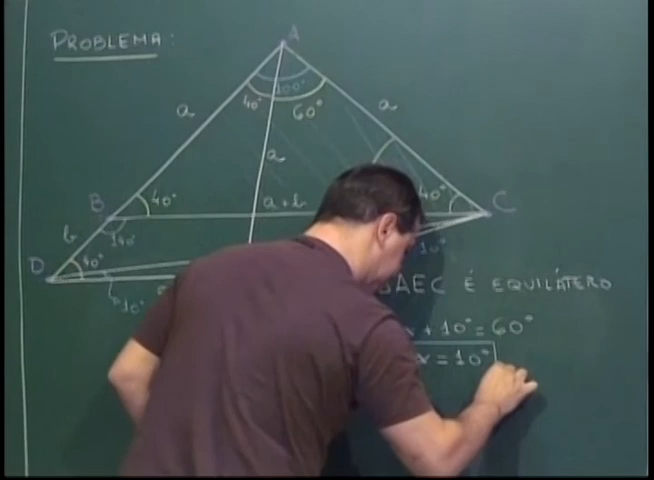 PROBLEMA:
A
100°
40°
60°
a
a
a
B
40°
a+b
40°
C
b
140°
10°
D
40°
10°
ΔAEC É EQUILÁTERO
x+10°=60°
x=10°